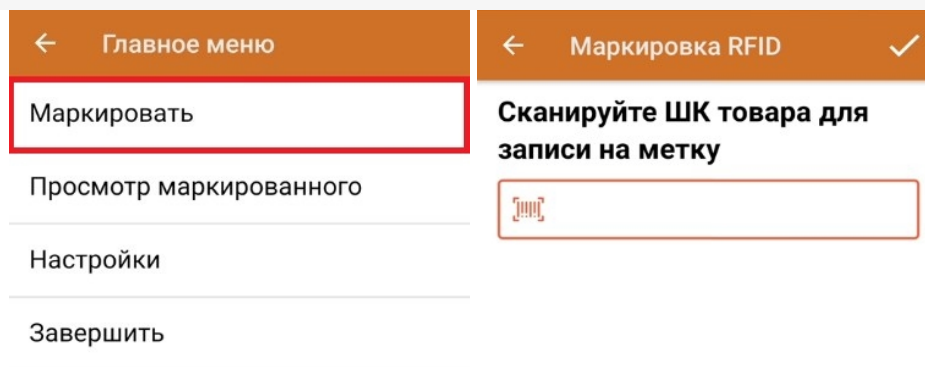 Главное меню
Маркировать
Просмотр маркированного
Настройки
Завершить
Маркировка RFID
Сканируйте ШК товара для
записи на метку